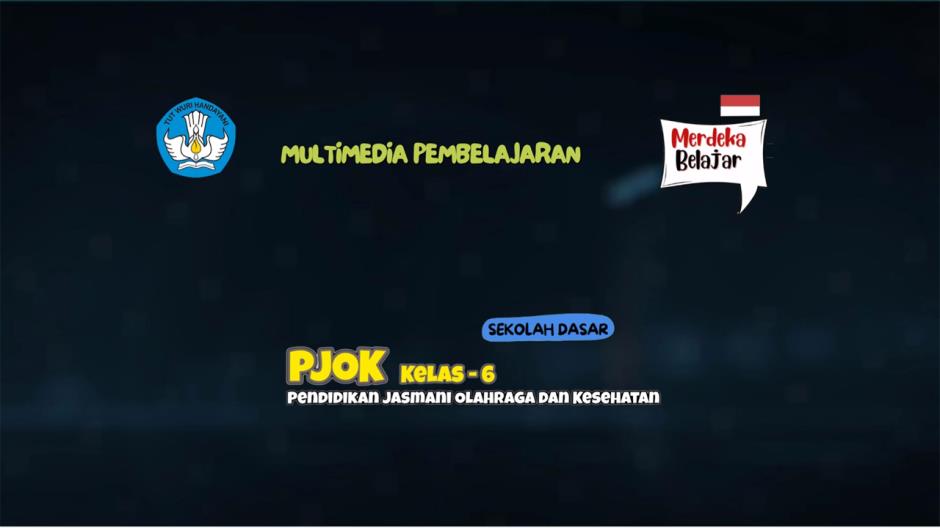 TUT WURI HANDAYANI
MULTIMEDIA PEMBELAJARAN
Merdeka
Belajar
SEKOLAH DASAR
PJOK KELAS - 6
PENDIDIKAN JASMANI OLAHRAGA DAN KESEHATAN